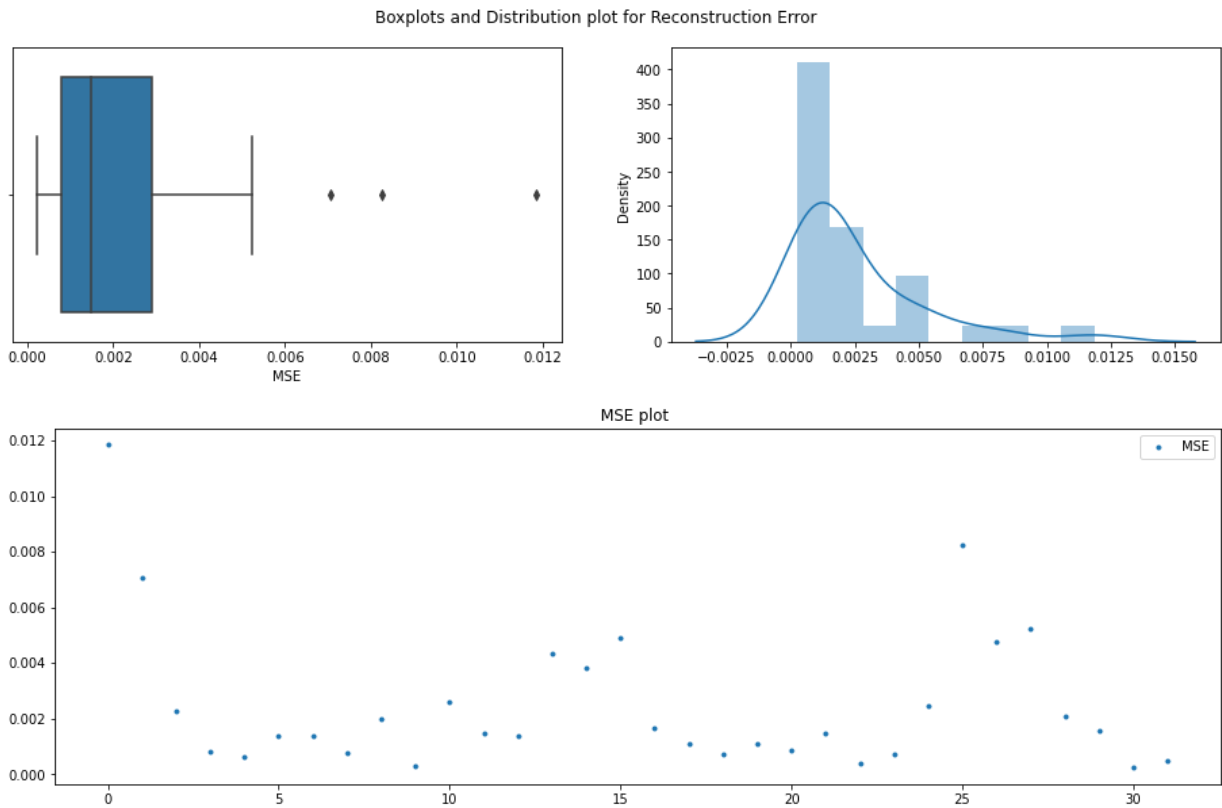 Boxplots and Distribution plot for Reconstruction Error
0.000 0.002 0.004 0.006 0.008 0.010 0.012
MSE
400
350
300
250
200
150
100
50
0
Density
−0.0025 0.0000 0.0025 0.0050 0.0075 0.0100 0.0125 0.0150
MSE plot
MSE
0.012
0.010
0.008
0.006
0.004
0.002
0.000
0 5 10 15 20 25 30